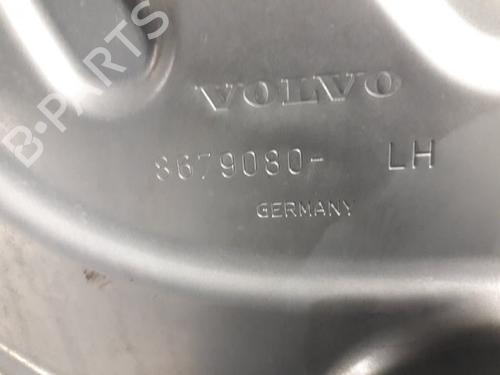 B-PARTS
VOLVO
8679080- LH
GERMANY